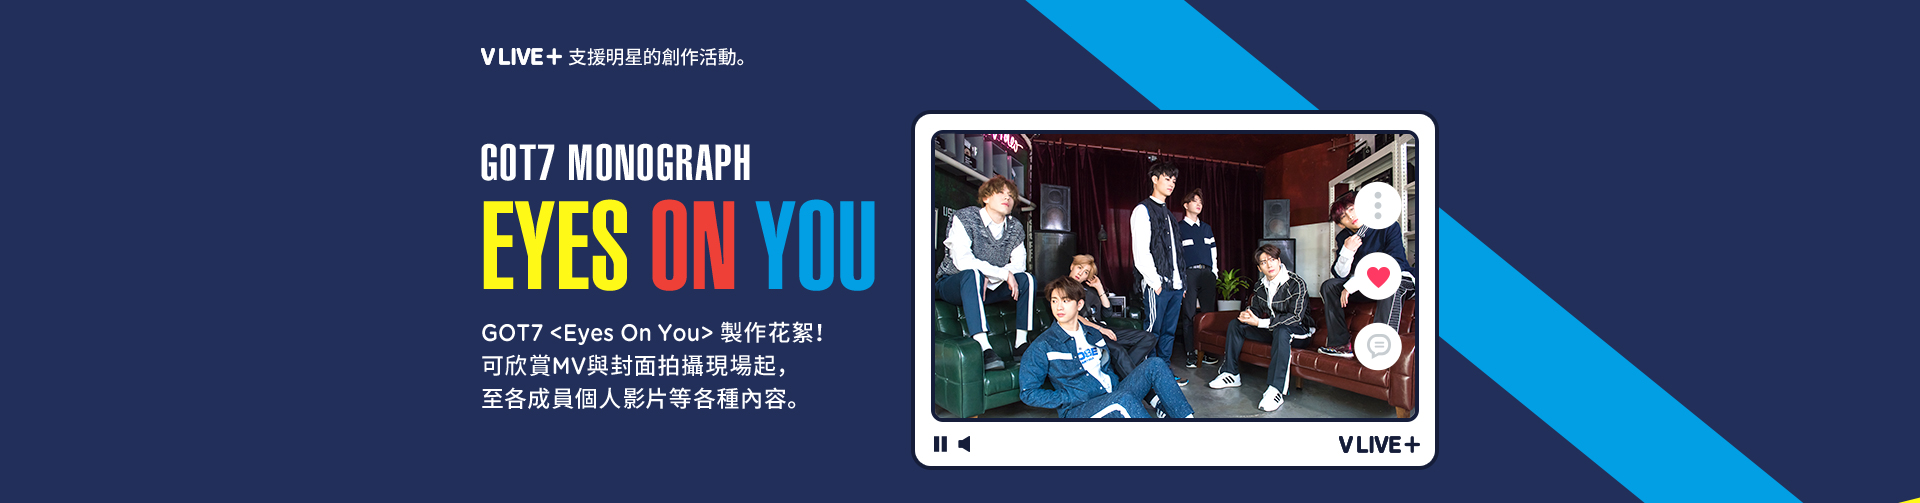 V LIVE+ 支援明星的創作活動。
GOT7 MONOGRAPH
EYES ON YOU
GOT7 <Eyes On You> 製作花絮！
可欣賞MV與封面拍攝現場起，
至各成員個人影片等各種內容。
V LIVE+